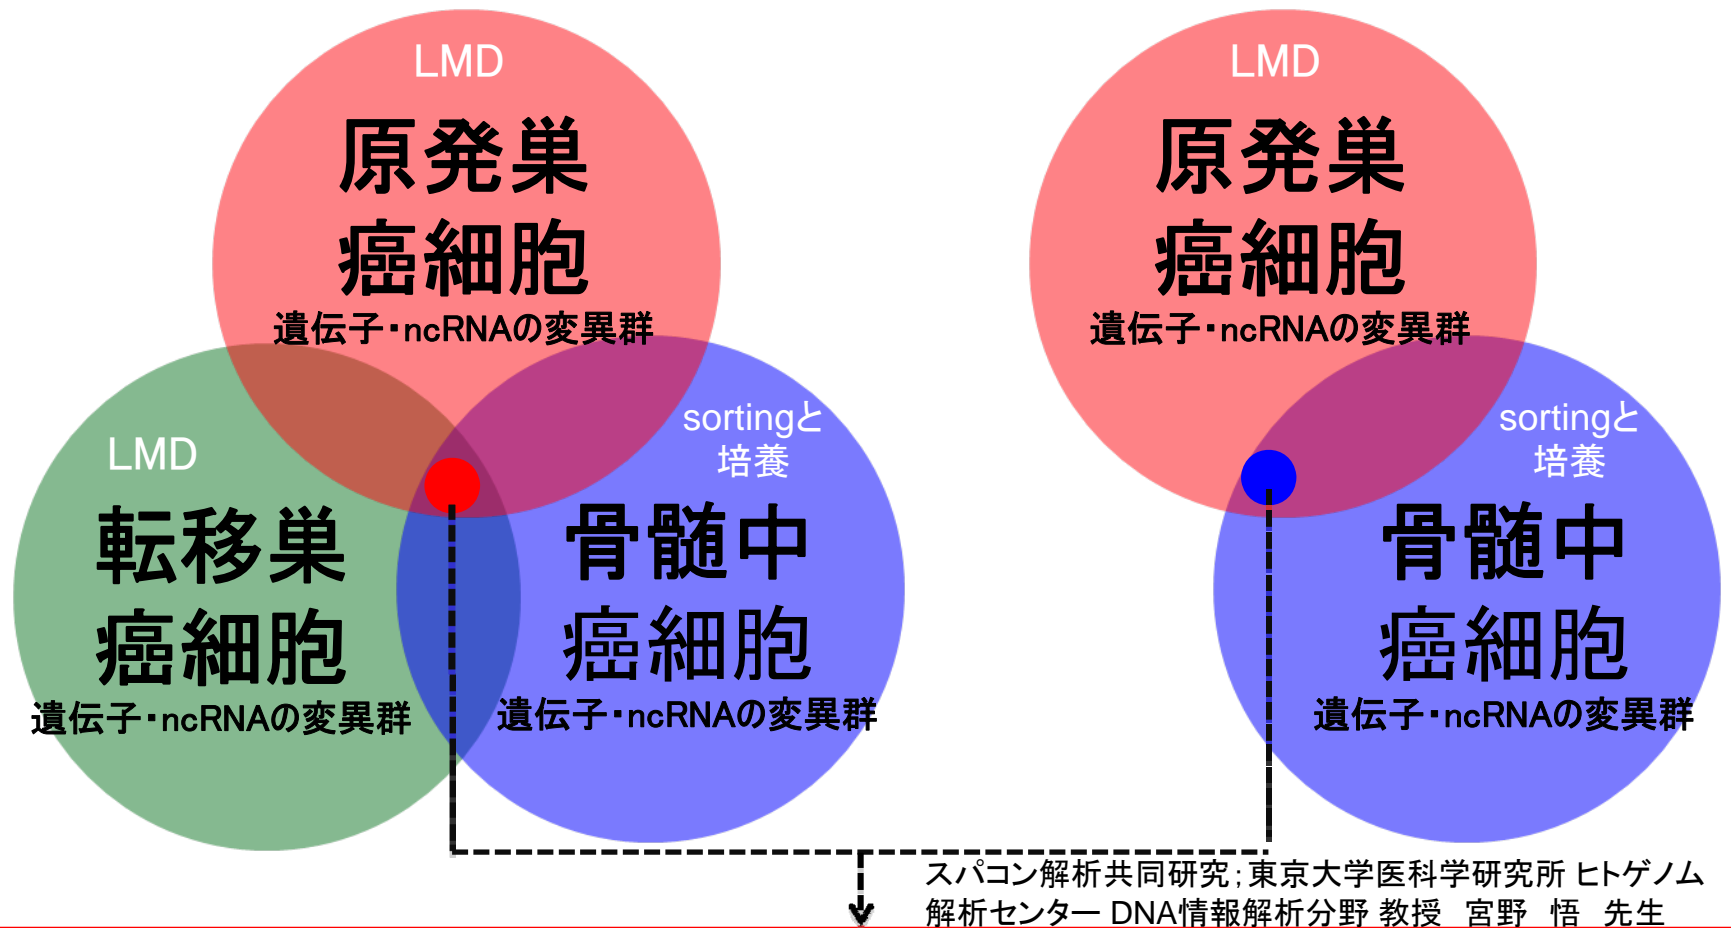 LMD
原発巣
癌細胞
遺伝子・ncRNAの変異群
LMD
転移巣
癌細胞
遺伝子・ncRNAの変異群
sortingと
培養
骨髄中
癌細胞
遺伝子・ncRNAの変異群
LMD
原発巣
癌細胞
遺伝子・ncRNAの変異群
sortingと
培養
骨髄中
癌細胞
遺伝子・ncRNAの変異群
スパコン解析共同研究；東京大学医科学研究所 ヒトゲノム
解析センター DNA情報解析分野 教授　宮野　悟　先生